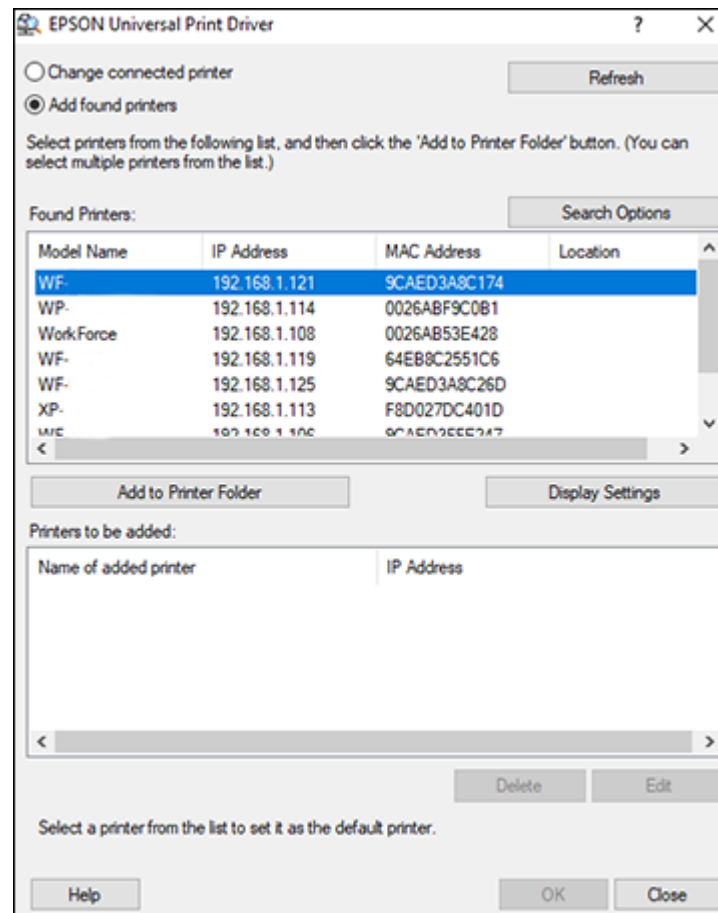 EPSON Universal Print Driver ? ×
Change connected printer
Refresh
Add found printers
Select printers from the following list, and then click the 'Add to Printer Folder' button. (You can
select multiple printers from the list.)
Found Printers:
Search Options
Model Name IP Address MAC Address Location
WF- 192.168.1.121 9CAED3A8C174
WP- 192.168.1.114 0026ABF9C0B1
WorkForce 192.168.1.108 0026AB53E428
WF- 192.168.1.119 64EB8C2551C6
WF- 192.168.1.125 9CAED3A8C26D
XP- 192.168.1.113 F8D027DC401D
Add to Printer Folder Display Settings
Printers to be added:
Name of added printer IP Address
Delete Edit
Select a printer from the list to set it as the default printer.
Help OK Close